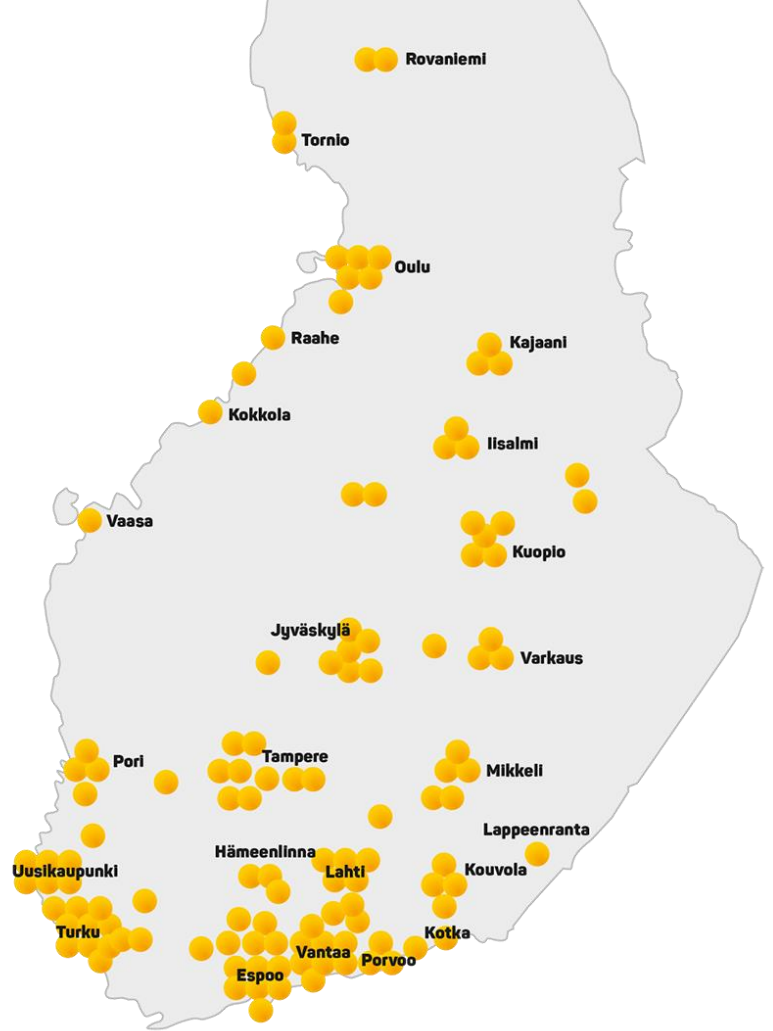 Rovaniemi
Tornio
Oulu
Raahe
Kajaani
Kokkola
Iisalmi
Vaasa
Kuopio
Jyväskylä
Varkaus
Tampere
Pori
Mikkeli
Lappeenranta
Hämeenlinna
Uusikaupunki
Lahti
Kouvola
Turku
Kotka
Vantaa
Porvoo
Espoo